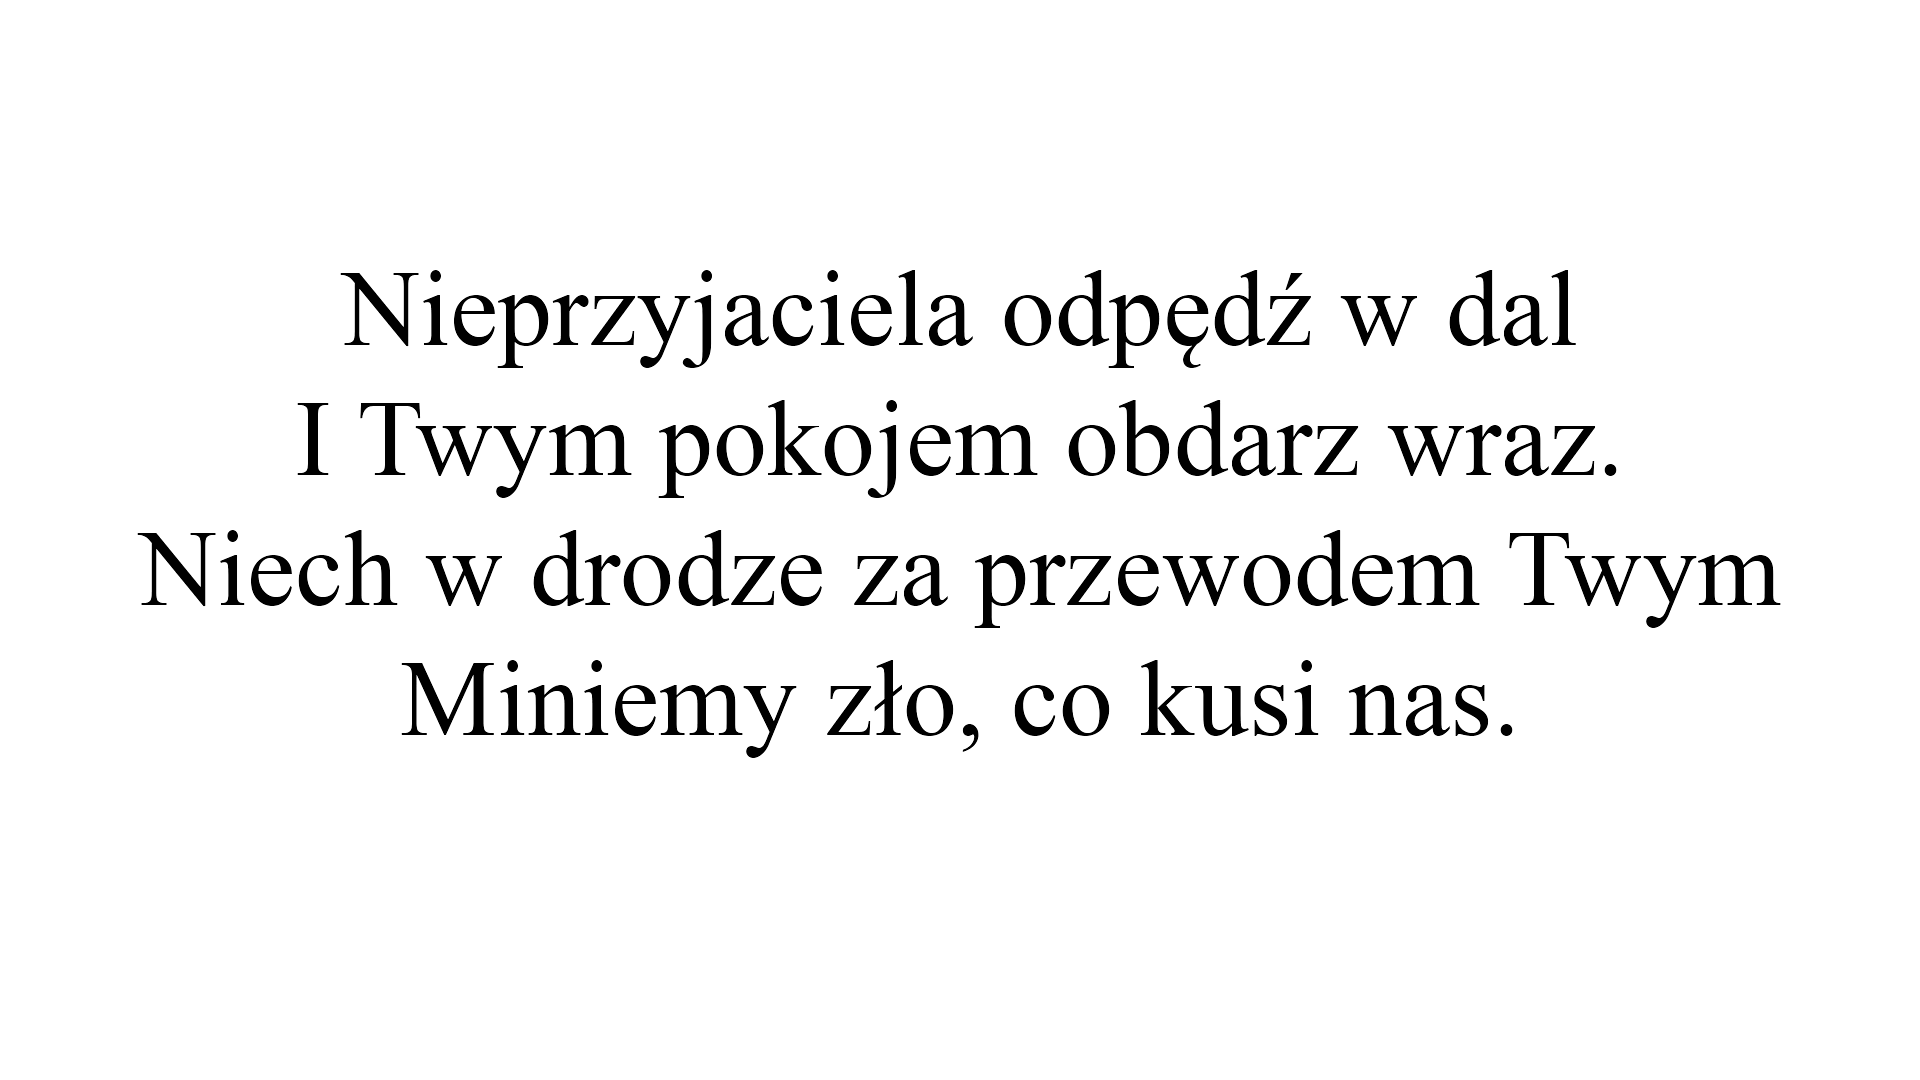 Nieprzyjaciela odpędź w dal
I Twym pokojem obdarz wraz.
Niech w drodze za przewodem Twym
Miniemy zło, co kusi nas.